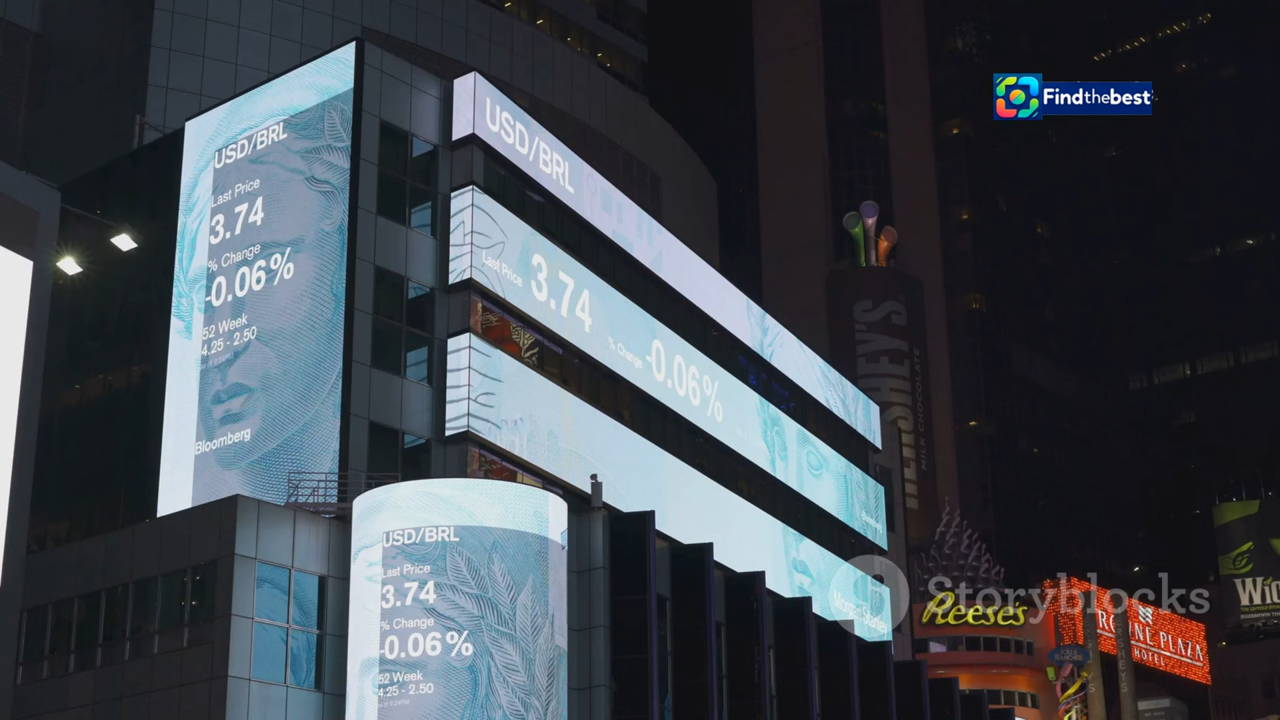 USD/BRL
Last Price
3.74
% Change
-0.06%
52 Week
4.25 - 2.50
Bloomberg
USD/BRL
Last Price 3.74 % Change -0.06%
Morgan Stanley
USD/BRL
Last Price
3.74
% Change
-0.06%
52 Week
4.25 - 2.50
Findthebest
HERSHEY'S
MILK CHOCOLATE
Storyblocks
Reese's
PLAZA
HOTEL
HERSHEY'S